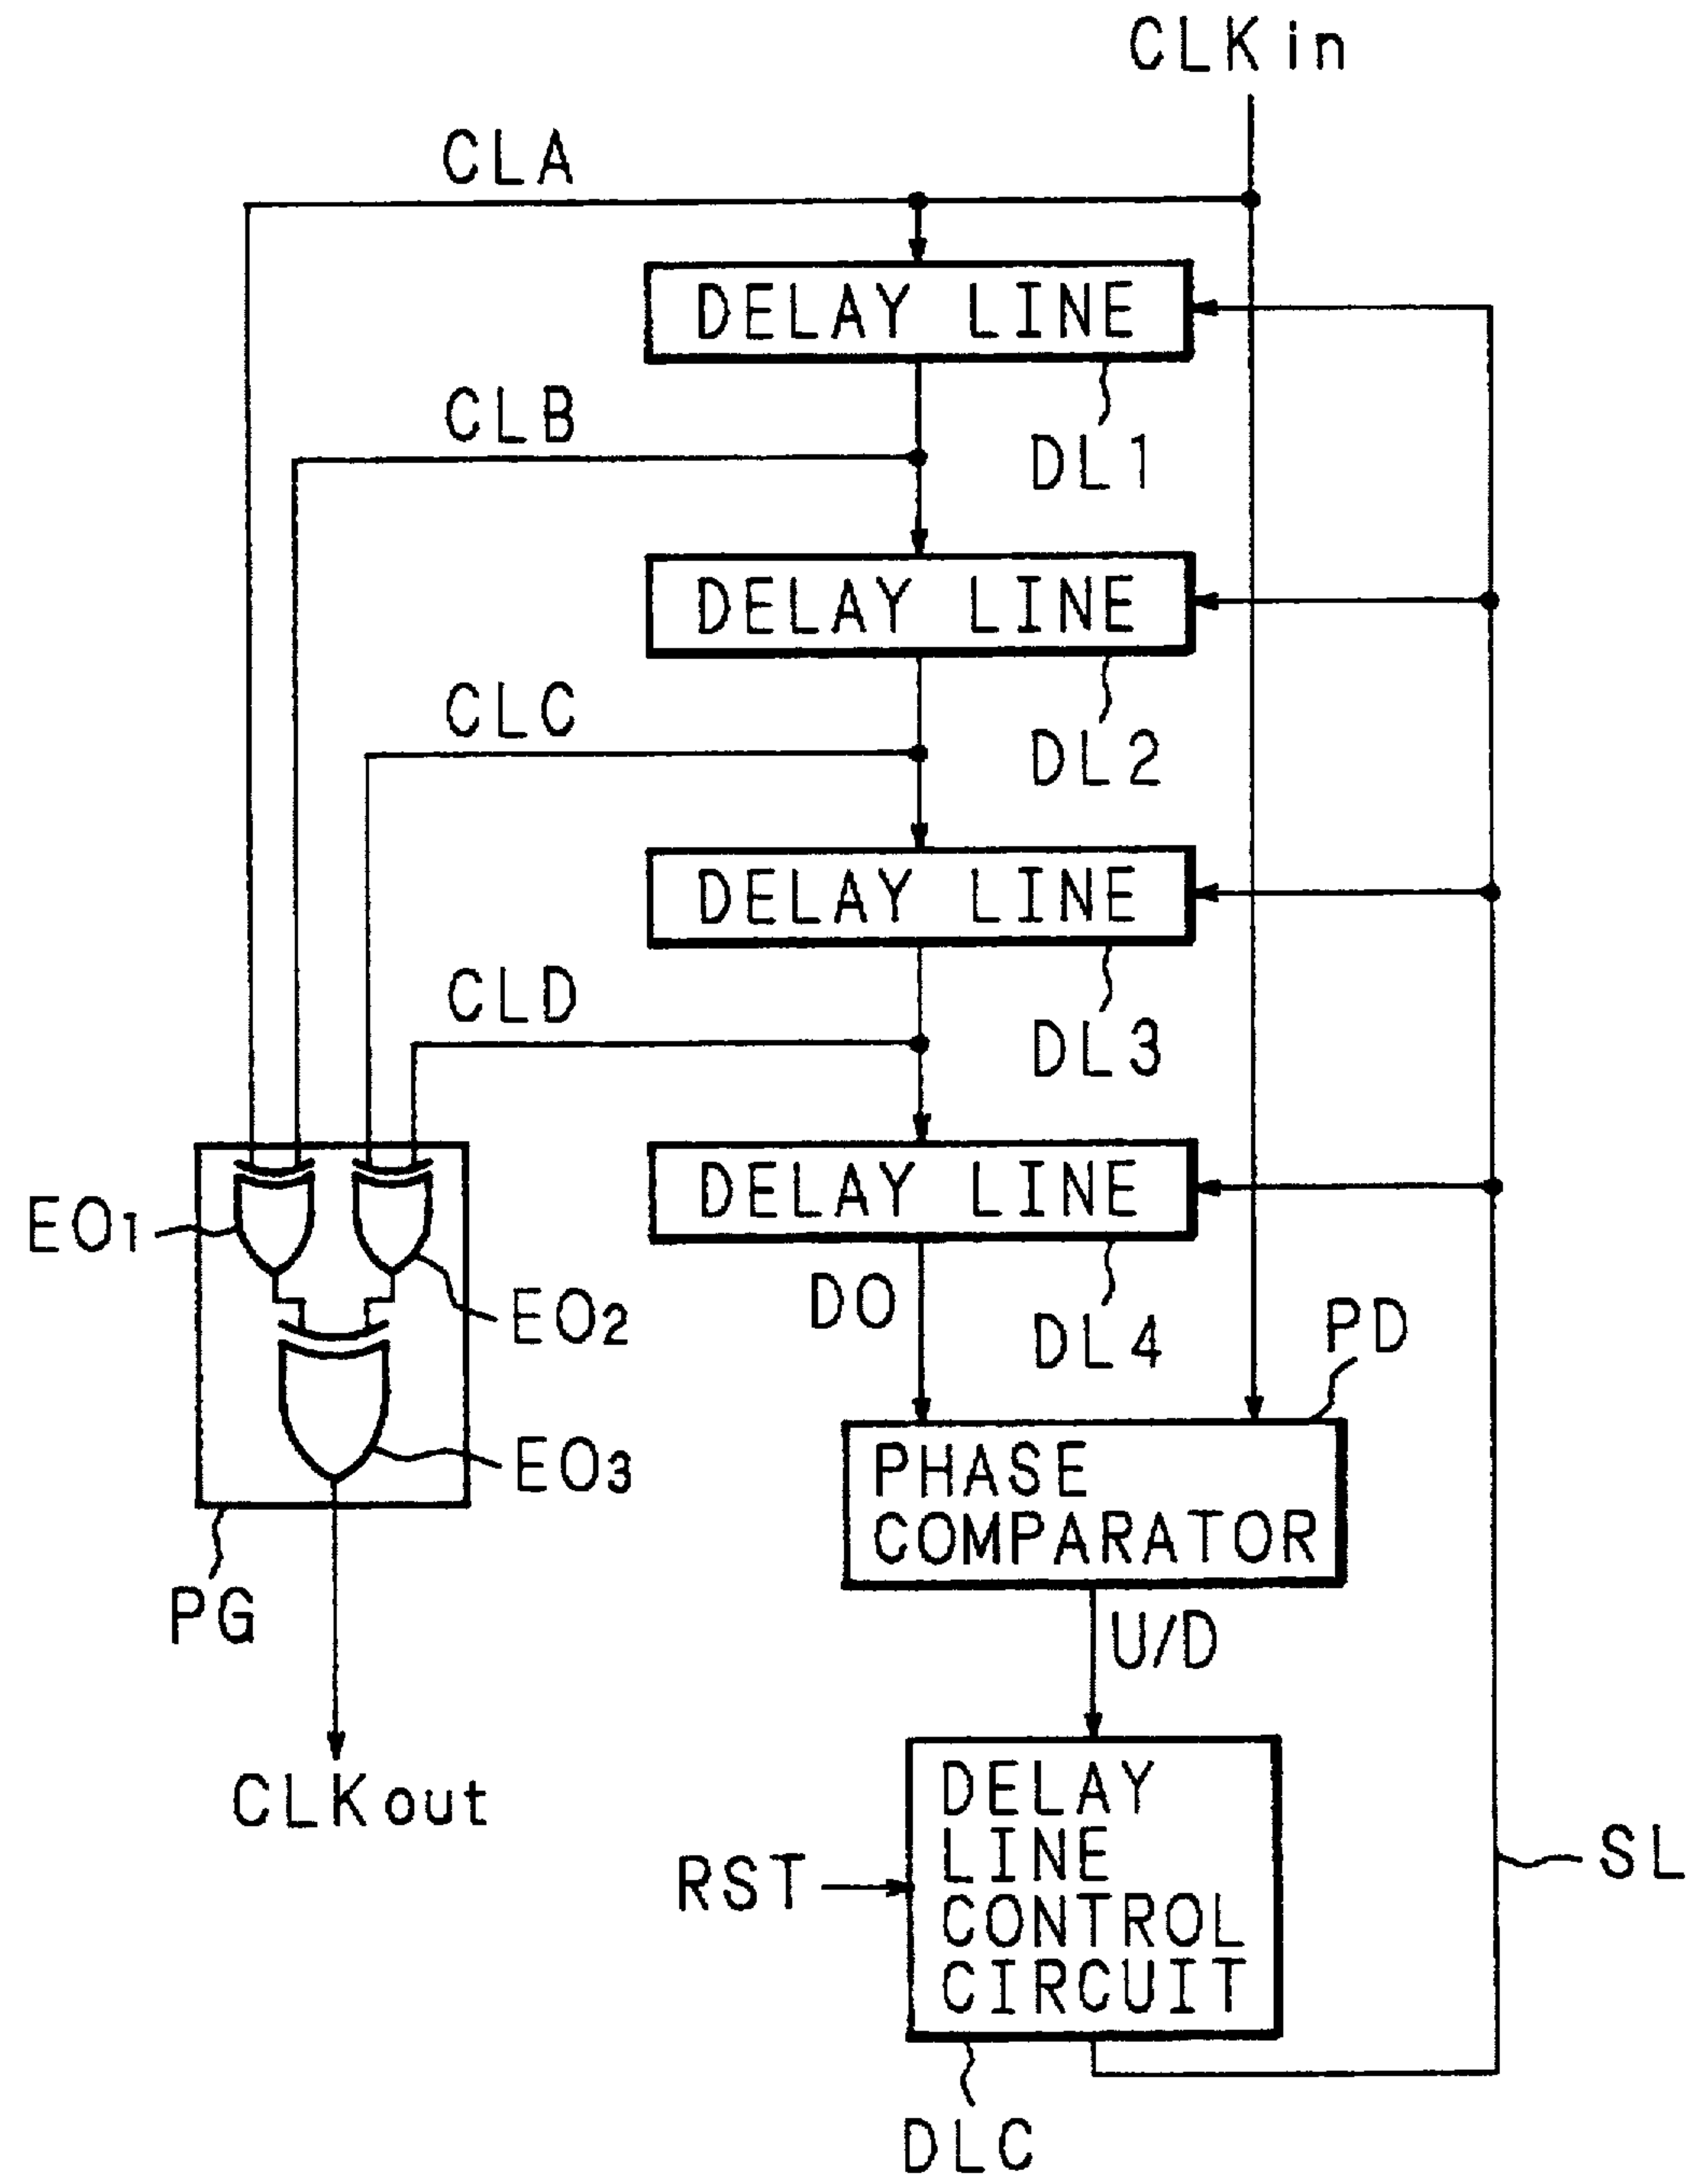 CLKin
CLA
DELAY LINE
CLB
DL1
DELAY LINE
CLC
DL2
DELAY LINE
CLD
DL3
DELAY LINE
EO1
DO
EO2
DL4
PD
EO3
PHASE
COMPARATOR
PG
U/D
CLKout
DELAY
LINE
CONTROL
CIRCUIT
RST
SL
DLC